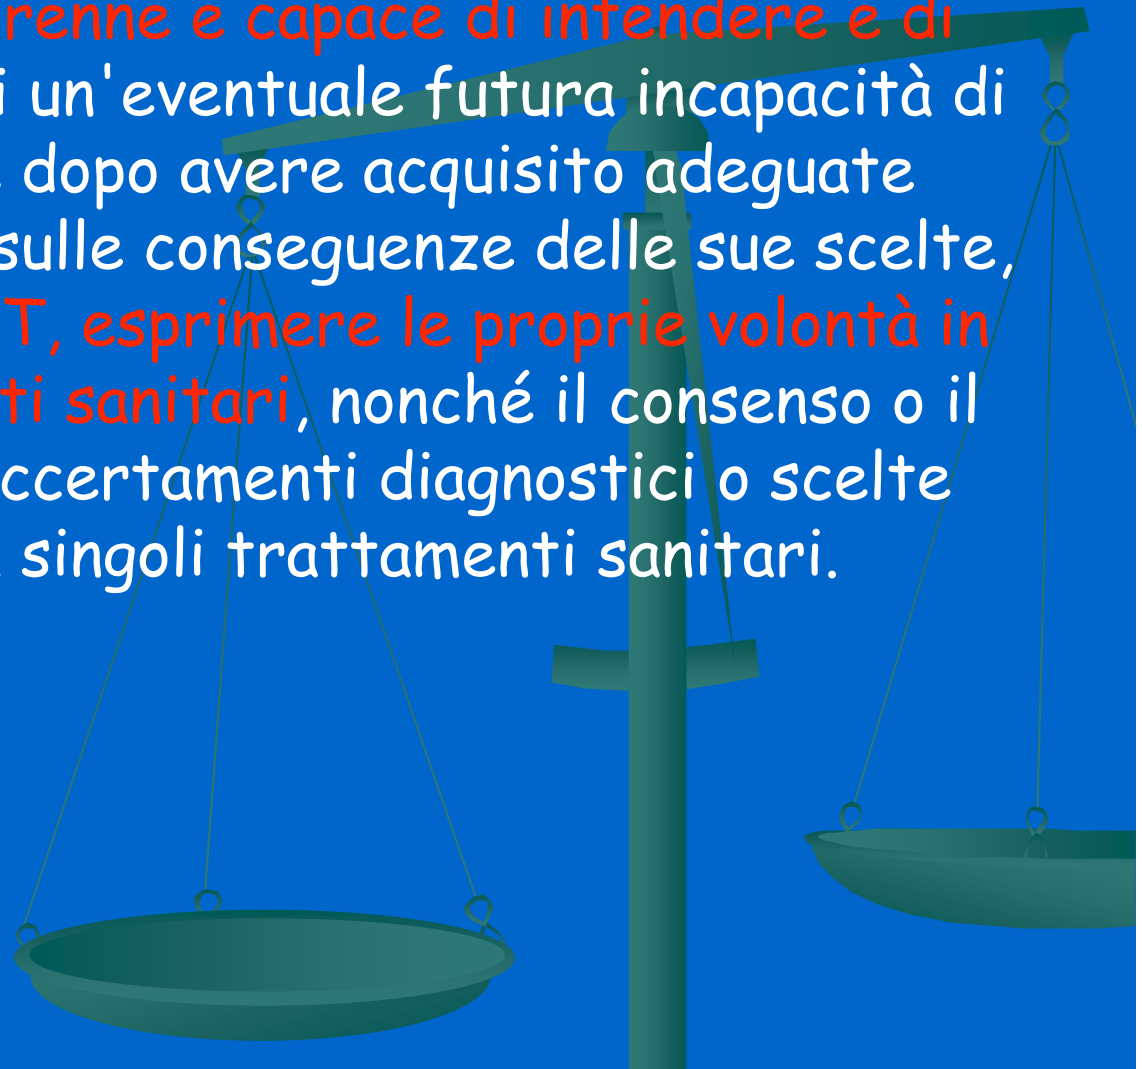 e capace di intendere e di
un'eventuale futura incapacità di
dopo avere acquisito adeguate
sulle conseguenze delle sue scelte,
T, esprimere le proprie volontà in
ti sanitari, nonché il consenso o il
ccertamenti diagnostici o scelte
singoli trattamenti sanitari.